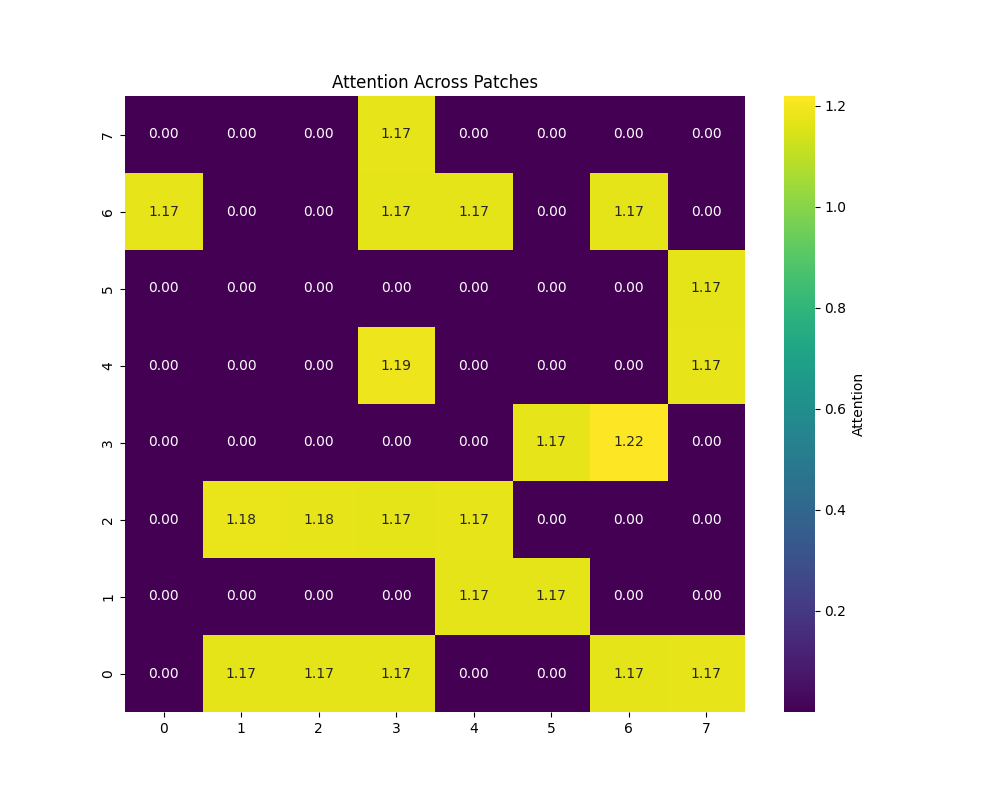 Attention Across Patches
7 0.00 0.00 0.00 1.17 0.00 0.00 0.00 0.00
6 1.17 0.00 0.00 1.17 1.17 0.00 1.17 0.00
5 0.00 0.00 0.00 0.00 0.00 0.00 0.00 1.17
4 0.00 0.00 0.00 1.19 0.00 0.00 0.00 1.17
3 0.00 0.00 0.00 0.00 0.00 1.17 1.22 0.00
2 0.00 1.18 1.18 1.17 1.17 0.00 0.00 0.00
1 0.00 0.00 0.00 0.00 1.17 1.17 0.00 0.00
0 0.00 1.17 1.17 1.17 0.00 0.00 1.17 1.17
0 1 2 3 4 5 6 7
1.2
1.0
0.8
0.6
0.4
0.2
Attention